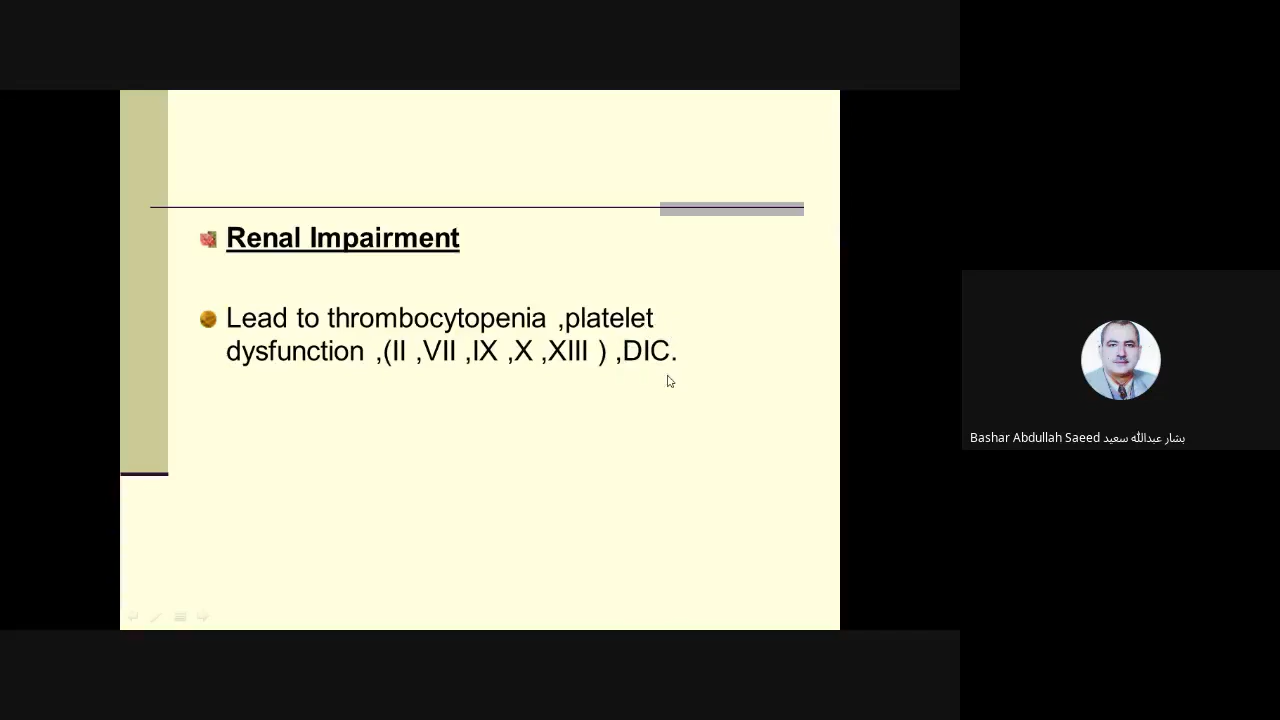 Renal Impairment
Lead to thrombocytopenia ,platelet
dysfunction ,(II ,VII ,IX ,X ,XIII ) ,DIC.
Bashar Abdullah Saeed بشار عبدالله سعيد